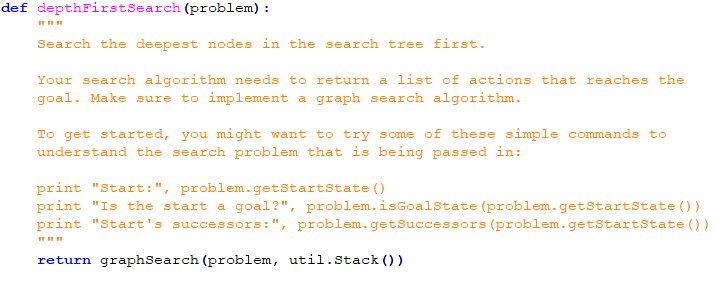 def depthFirstSearch(problem):
"""
Search the deepest nodes in the search tree first.
Your search algorithm needs to return a list of actions that reaches the
goal. Make sure to implement a graph search algorithm.
To get started, you might want to try some of these simple commands to
understand the search problem that is being passed in:
print "Start:", problem.getStartState()
print "Is the start a goal?", problem.isGoalState(problem.getStartState())
print "Start's successors:", problem.getSuccessors(problem.getStartState())
"""
return graphSearch(problem, util.Stack())